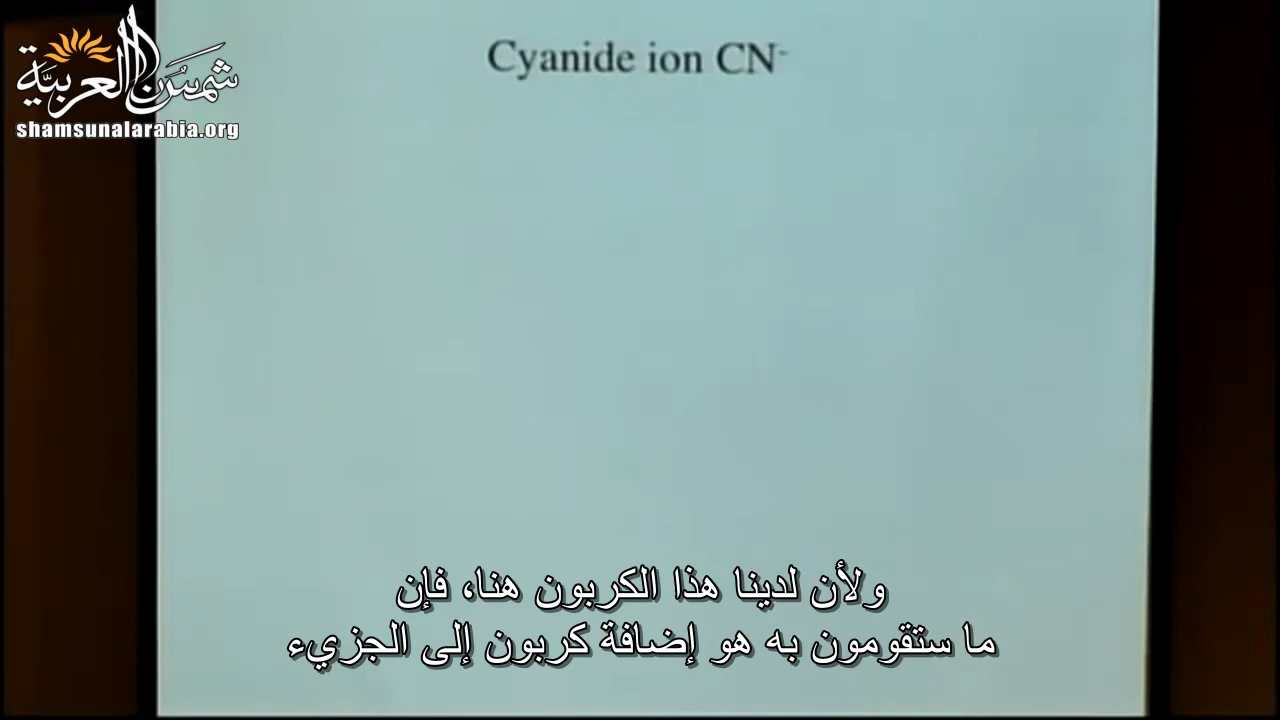 شمس العربية
shamsunalarabia.org
Cyanide ion CN⁻
ولأن لدينا هذا الكربون هنا، فإن
ما ستقومون به هو إضافة كربون إلى الجزيء